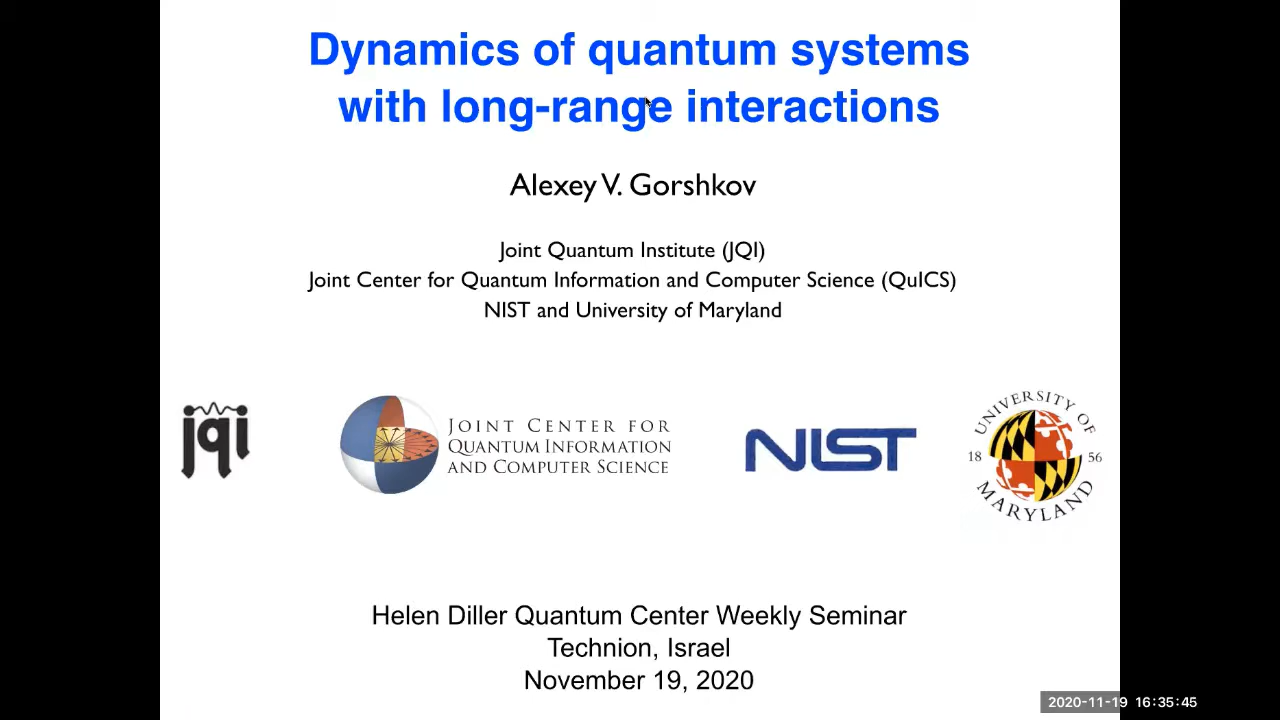 Dynamics of quantum systems
with long-range interactions
Alexey V. Gorshkov
Joint Quantum Institute (JQI)
Joint Center for Quantum Information and Computer Science (QuICS)
NIST and University of Maryland
jqi
JOINT CENTER FOR
QUANTUM INFORMATION
AND COMPUTER SCIENCE
NIST
UNIVERSITY OF
18 56
MARYLAND
Helen Diller Quantum Center Weekly Seminar
Technion, Israel
November 19, 2020
2020-11-19 16:35:45